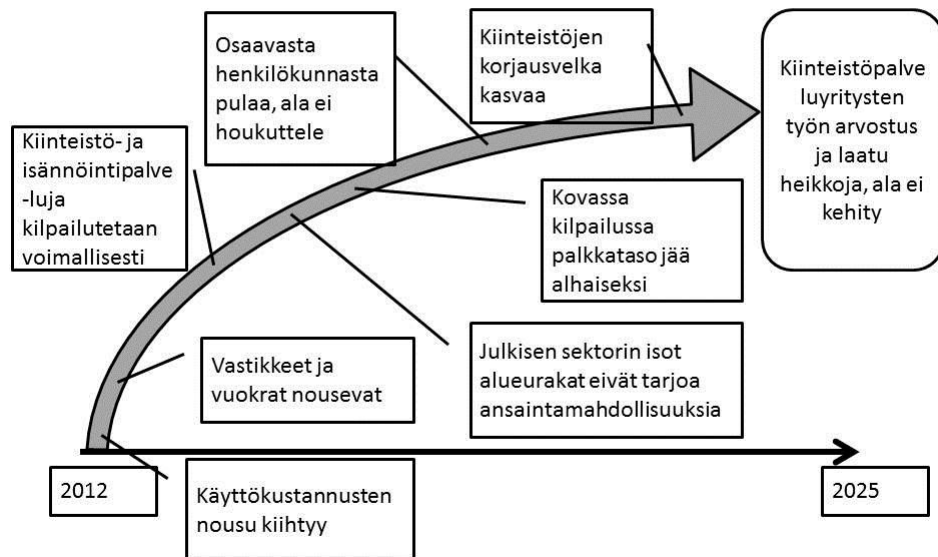 Osaavasta
henkilökunnasta
pulaa, ala ei
houkuttele
Kiinteistöjen
korjausvelka
kasvaa
Kiinteistöpalve
luyritysten
työn arvostus
ja laatu
heikkoja, ala ei
kehity
Kiinteistö- ja
isännöintipalve
-luja
kilpailutetaan
voimallisesti
Kovassa
kilpailussa
palkkataso jää
alhaiseksi
Vastikkeet ja
vuokrat nousevat
Julkisen sektorin isot
alueurakat eivät tarjoa
ansaintamahdollisuuksia
2012
Käyttökustannusten
nousu kiihtyy
2025